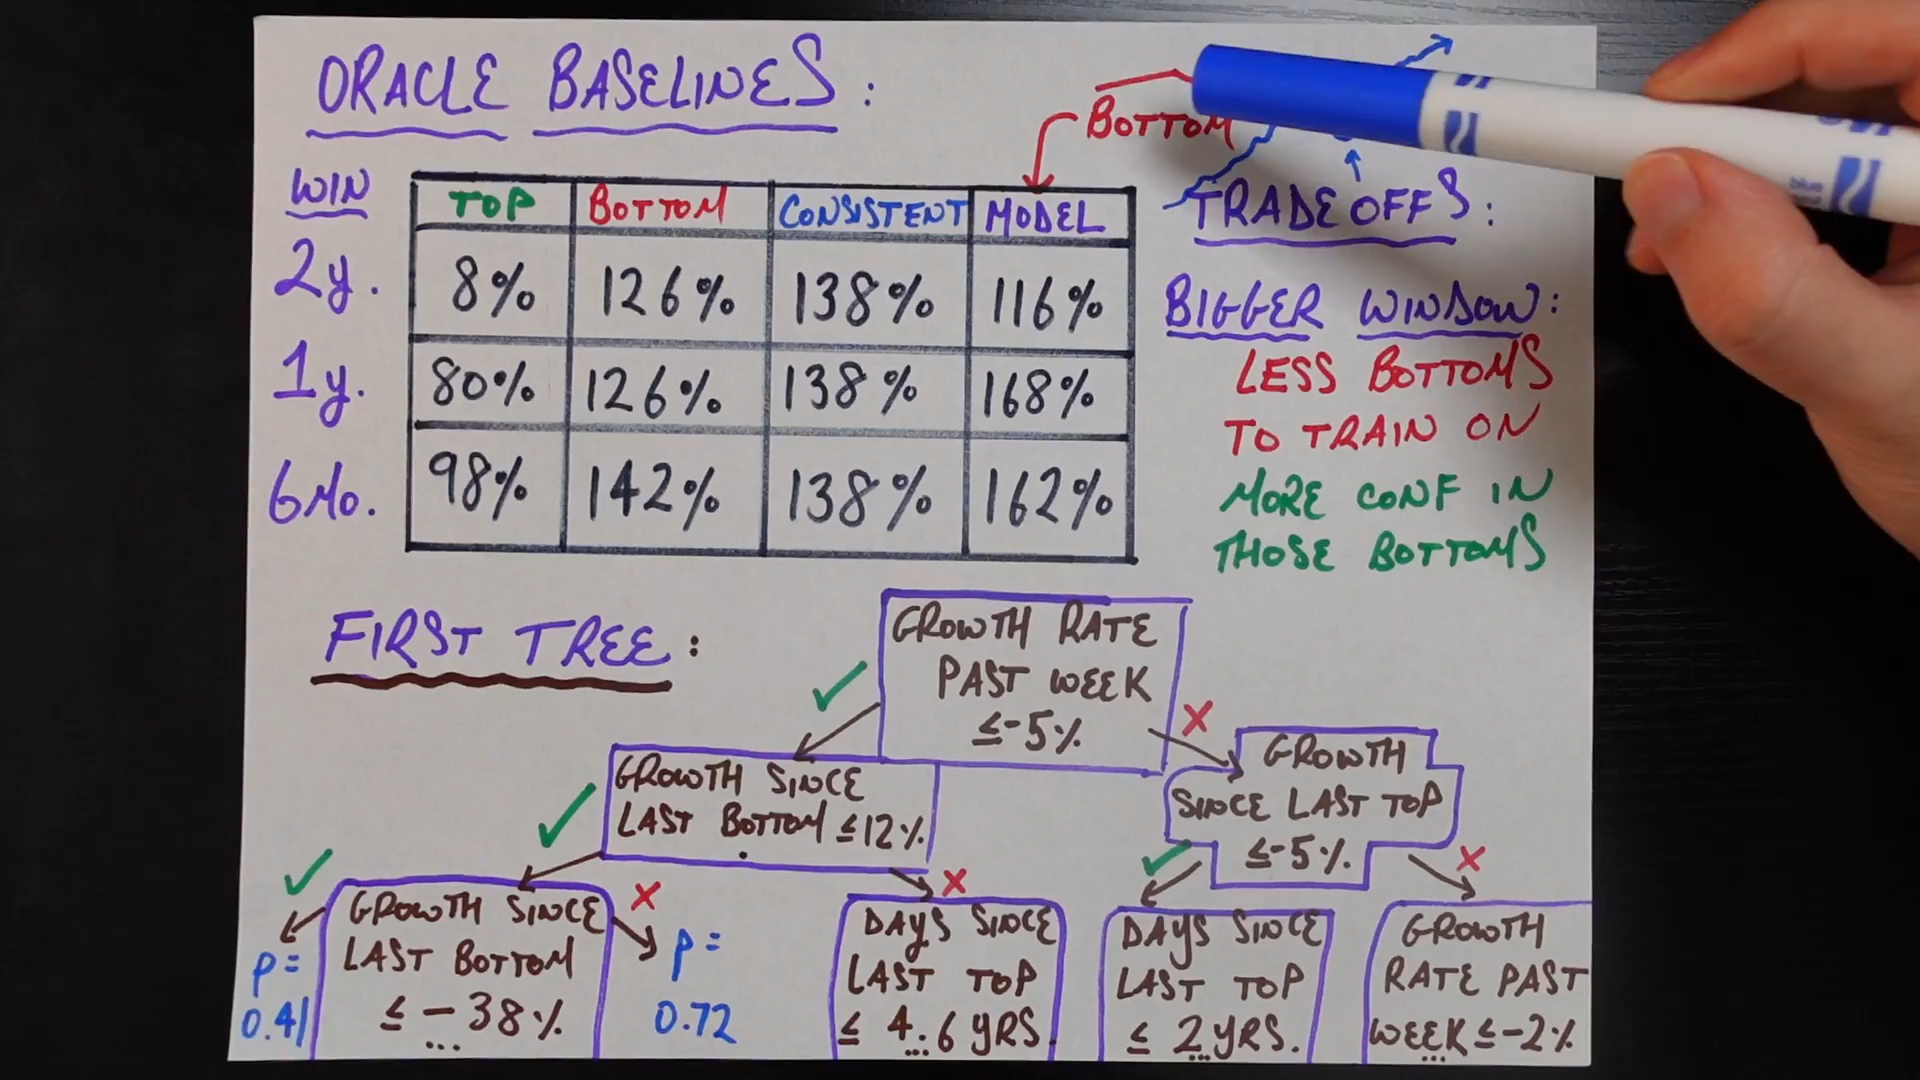 ORACLE BASELINES:
BOTTOM
WIN
TOP BOTTOM CONSISTENT MODEL
2y. 8% 126% 138% 116%
1y. 80% 126% 138% 168%
6Mo. 98% 142% 138% 162%
TRADEOFFS:
BIGGER WINDOW:
LESS BOTTOMS
TO TRAIN ON
MORE CONF IN
THOSE BOTTOMS
FIRST TREE:
GROWTH RATE
PAST WEEK
≤-5%
GROWTH SINCE
LAST BOTTOM ≤12%
GROWTH
SINCE LAST TOP
≤-5%
p=
0.41
GROWTH SINCE
LAST BOTTOM
≤ -38%
...
p=
0.72
DAYS SINCE
LAST TOP
≤ 4.6 YRS.
...
DAYS SINCE
LAST TOP
≤ 2 YRS.
...
GROWTH
RATE PAST
WEEK ≤-2%
...
blue